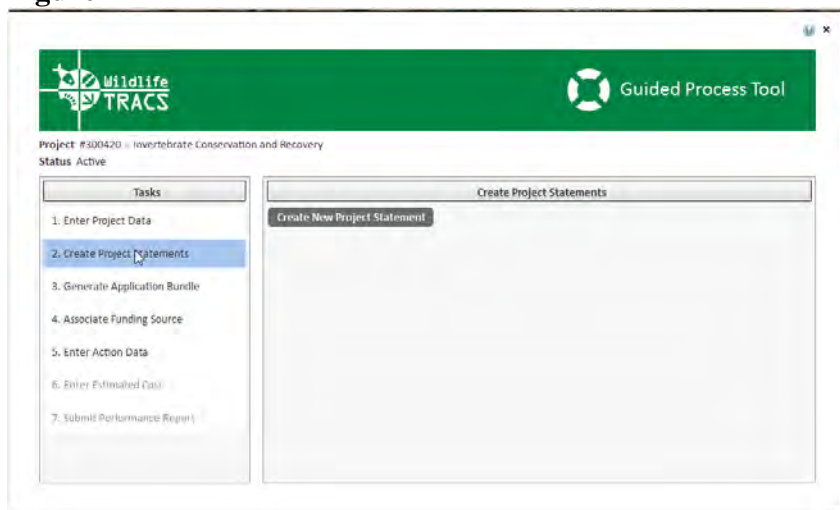 Wildlife
TRACS
Guided Process Tool
Project #300420 - Invertebrate Conservation and Recovery
Status Active
Tasks
1. Enter Project Data
2. Create Project Statements
3. Generate Application Bundle
4. Associate Funding Source
5. Enter Action Data
6. Enter Estimated Cost
7. Submit Performance Report
Create Project Statements
Create New Project Statement